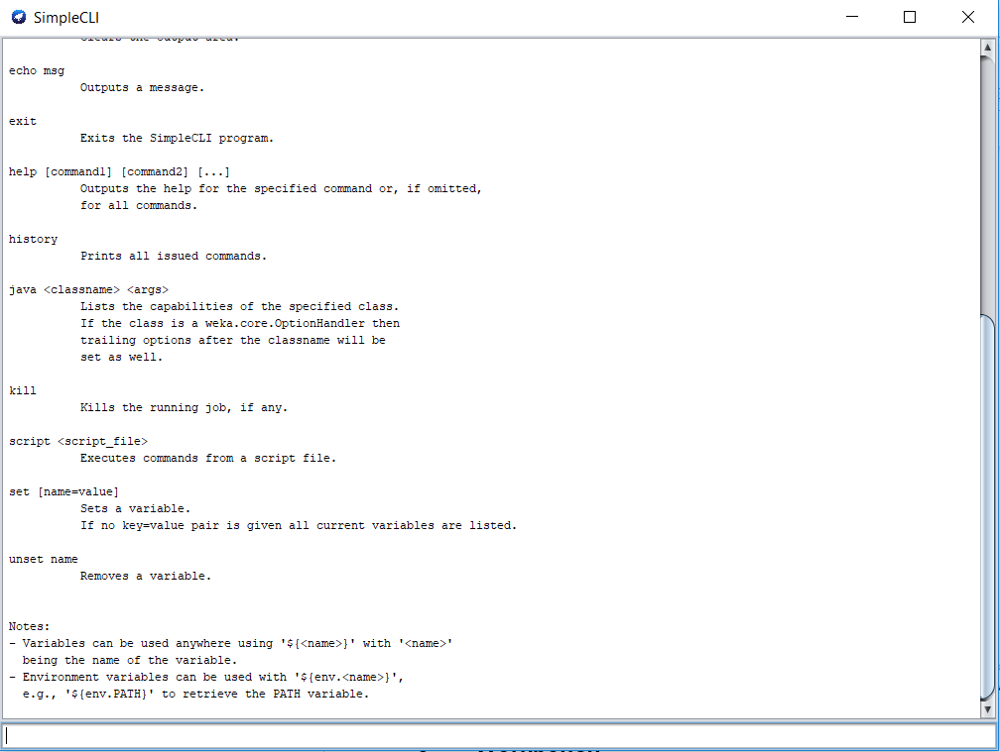 SimpleCLI
echo msg
Outputs a message.
exit
Exits the SimpleCLI program.
help [command1] [command2] [...]
Outputs the help for the specified command or, if omitted,
for all commands.
history
Prints all issued commands.
java <classname> <args>
Lists the capabilities of the specified class.
If the class is a weka.core.OptionHandler then
trailing options after the classname will be
set as well.
kill
Kills the running job, if any.
script <script_file>
Executes commands from a script file.
set [name=value]
Sets a variable.
If no key=value pair is given all current variables are listed.
unset name
Removes a variable.
Notes:
- Variables can be used anywhere using '${<name>}' with '<name>'
being the name of the variable.
- Environment variables can be used with '${env.<name>}',
e.g., '${env.PATH}' to retrieve the PATH variable.